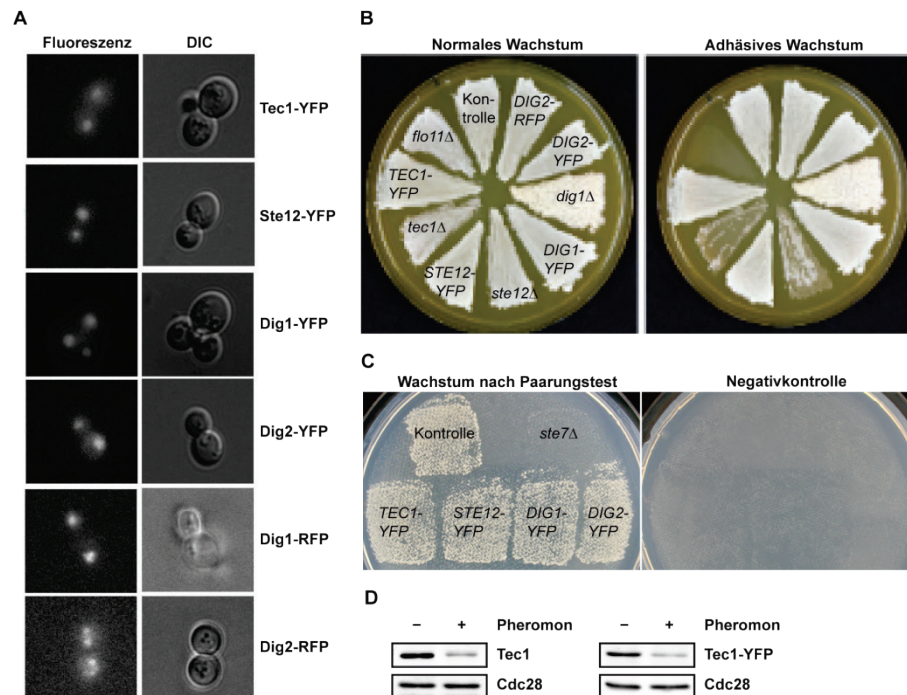 A
Fluoreszenz DIC
Tec1-YFP
Ste12-YFP
Dig1-YFP
Dig2-YFP
Dig1-RFP
Dig2-RFP
B
Normales Wachstum
Adhäsives Wachstum
Kon-
trolle
DIG2-
RFP
flo11Δ
DIG2-
YFP
TEC1-
YFP
dig1Δ
tec1Δ
DIG1-
YFP
STE12-
YFP
ste12Δ
C
Wachstum nach Paarungstest
Negativkontrolle
Kontrolle
ste7Δ
TEC1-
YFP
STE12-
YFP
DIG1-
YFP
DIG2-
YFP
D
– + Pheromon
Tec1
Cdc28
– + Pheromon
Tec1-YFP
Cdc28